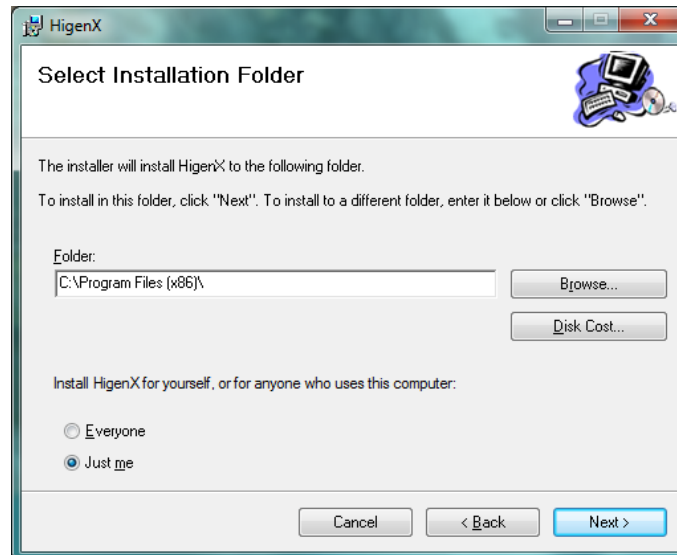 HigenX
Select Installation Folder
The installer will install HigenX to the following folder.
To install in this folder, click "Next". To install to a different folder, enter it below or click "Browse".
Folder:
C:\Program Files (x86)\
Browse...
Disk Cost...
Install HigenX for yourself, or for anyone who uses this computer:
Everyone
Just me
Cancel
< Back
Next >